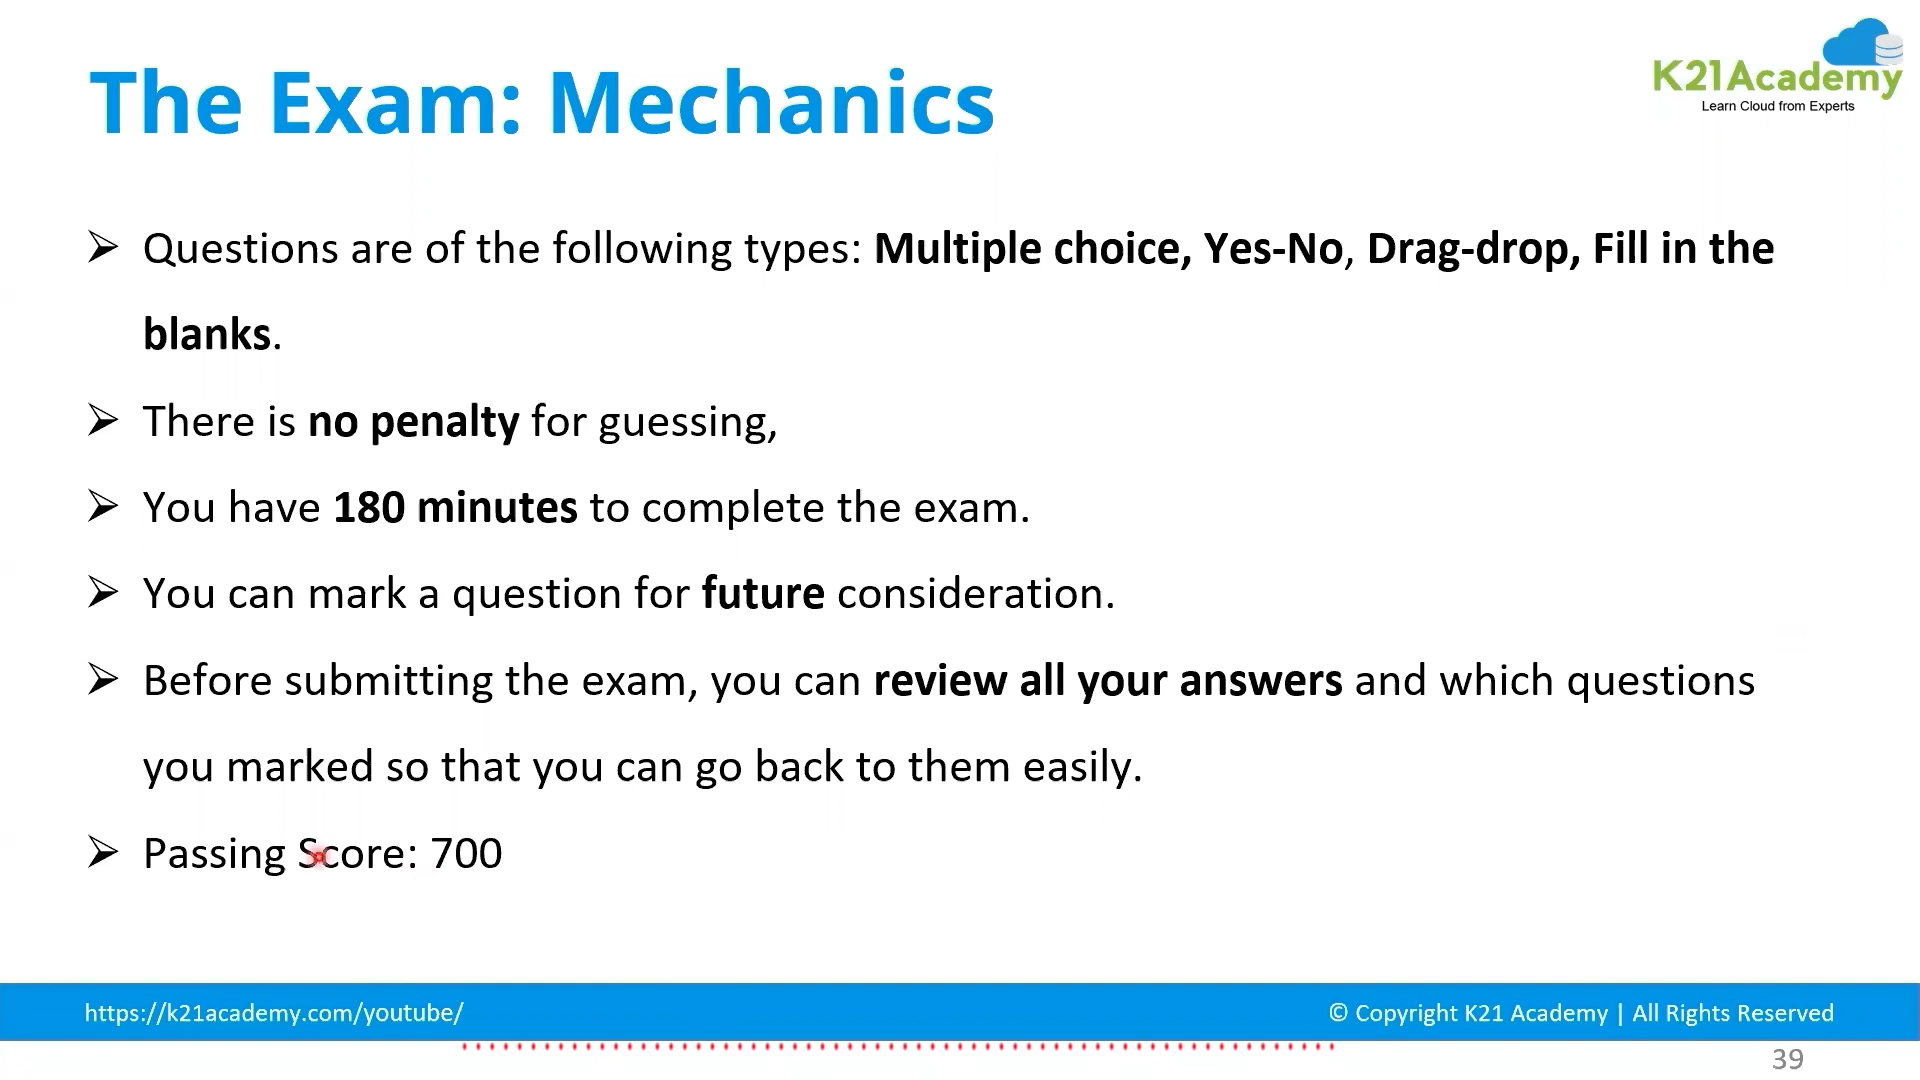 The Exam: Mechanics
K21Academy
Learn Cloud from Experts
➢ Questions are of the following types: Multiple choice, Yes-No, Drag-drop, Fill in the
blanks.
➢ There is no penalty for guessing,
➢ You have 180 minutes to complete the exam.
➢ You can mark a question for future consideration.
➢ Before submitting the exam, you can review all your answers and which questions
you marked so that you can go back to them easily.
➢ Passing Score: 700
https://k21academy.com/youtube/
© Copyright K21 Academy | All Rights Reserved
39